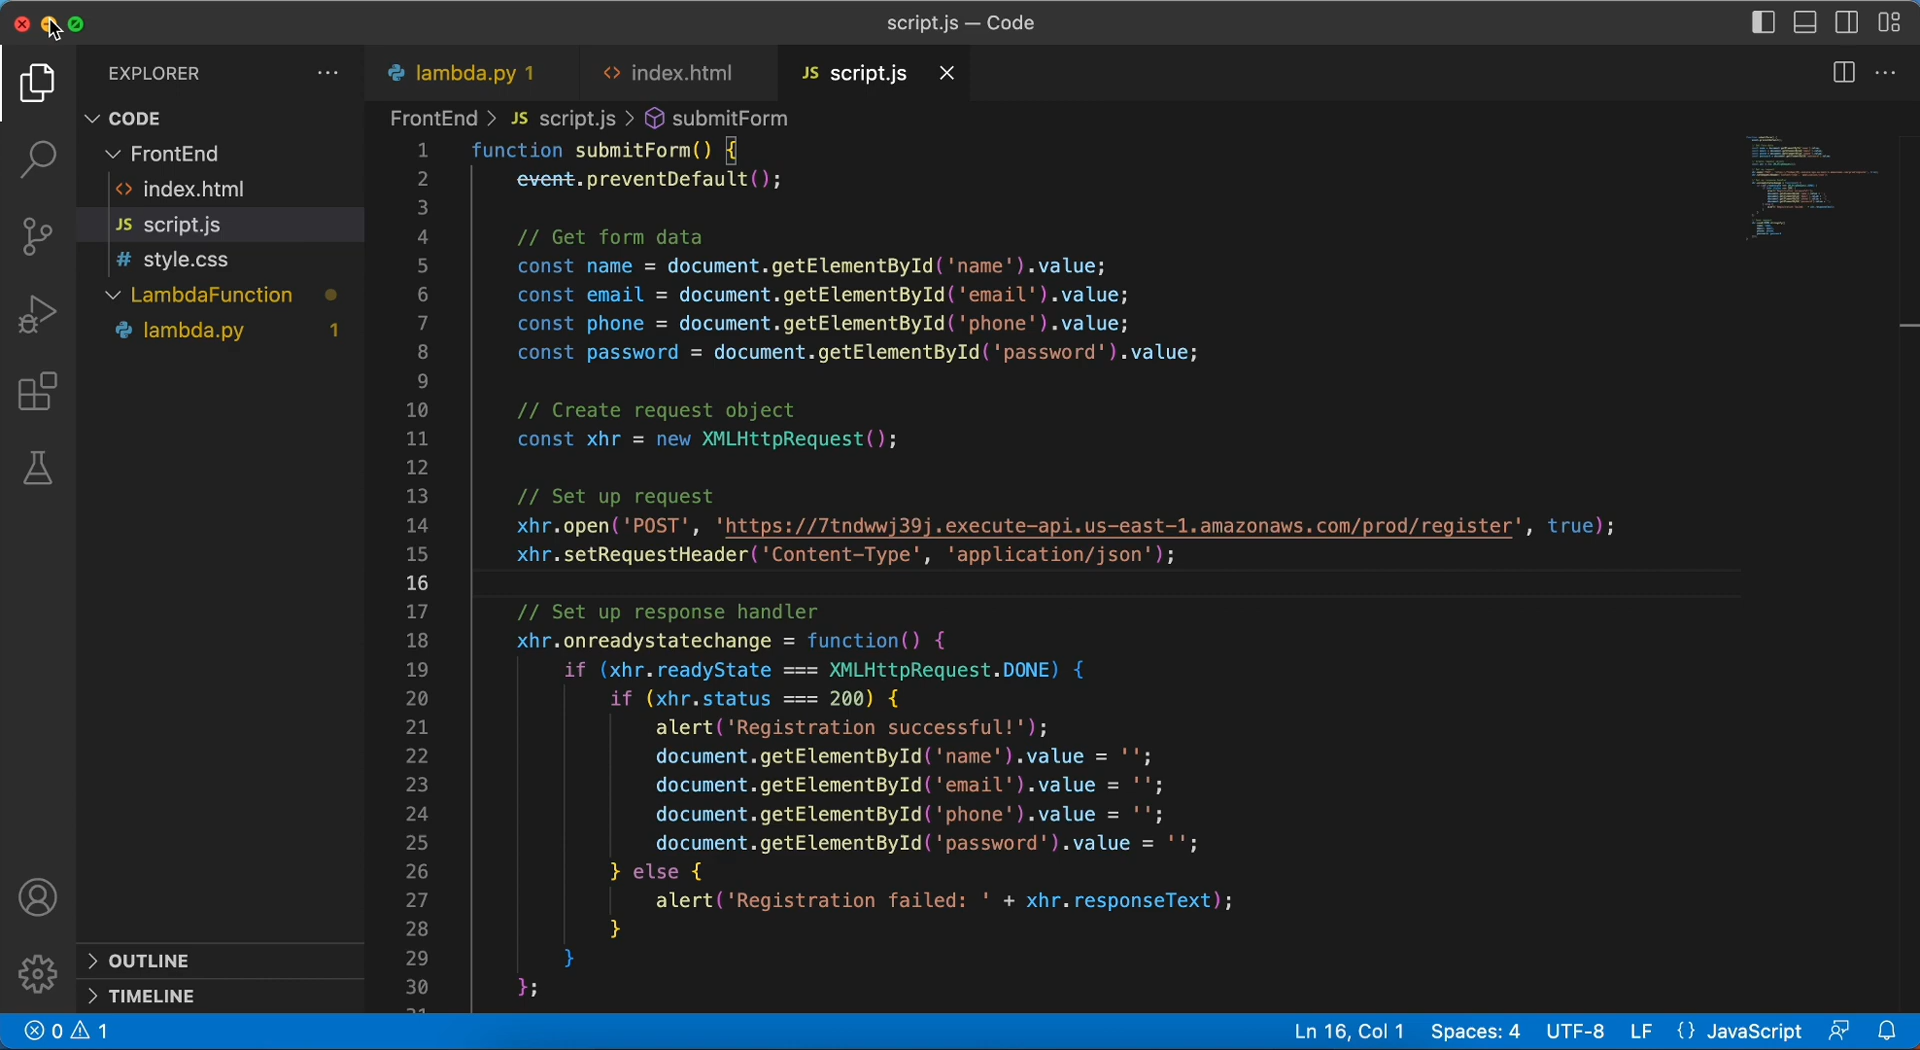 script.js — Code
EXPLORER
CODE
FrontEnd
index.html
JS script.js
# style.css
LambdaFunction
lambda.py 1
OUTLINE
TIMELINE
lambda.py 1
index.html
JS script.js
FrontEnd > JS script.js > submitForm
1 function submitForm() {
2 event.preventDefault();
3
4 // Get form data
5 const name = document.getElementById('name').value;
6 const email = document.getElementById('email').value;
7 const phone = document.getElementById('phone').value;
8 const password = document.getElementById('password').value;
9
10 // Create request object
11 const xhr = new XMLHttpRequest();
12
13 // Set up request
14 xhr.open('POST', 'https://7tndwwj39j.execute-api.us-east-1.amazonaws.com/prod/register', true);
15 xhr.setRequestHeader('Content-Type', 'application/json');
16
17 // Set up response handler
18 xhr.onreadystatechange = function() {
19 if (xhr.readyState === XMLHttpRequest.DONE) {
20 if (xhr.status === 200) {
21 alert('Registration successful!');
22 document.getElementById('name').value = '';
23 document.getElementById('email').value = '';
24 document.getElementById('phone').value = '';
25 document.getElementById('password').value = '';
26 } else {
27 alert('Registration failed: ' + xhr.responseText);
28 }
29 }
30 };
0 1
Ln 16, Col 1
Spaces: 4
UTF-8
LF
{} JavaScript